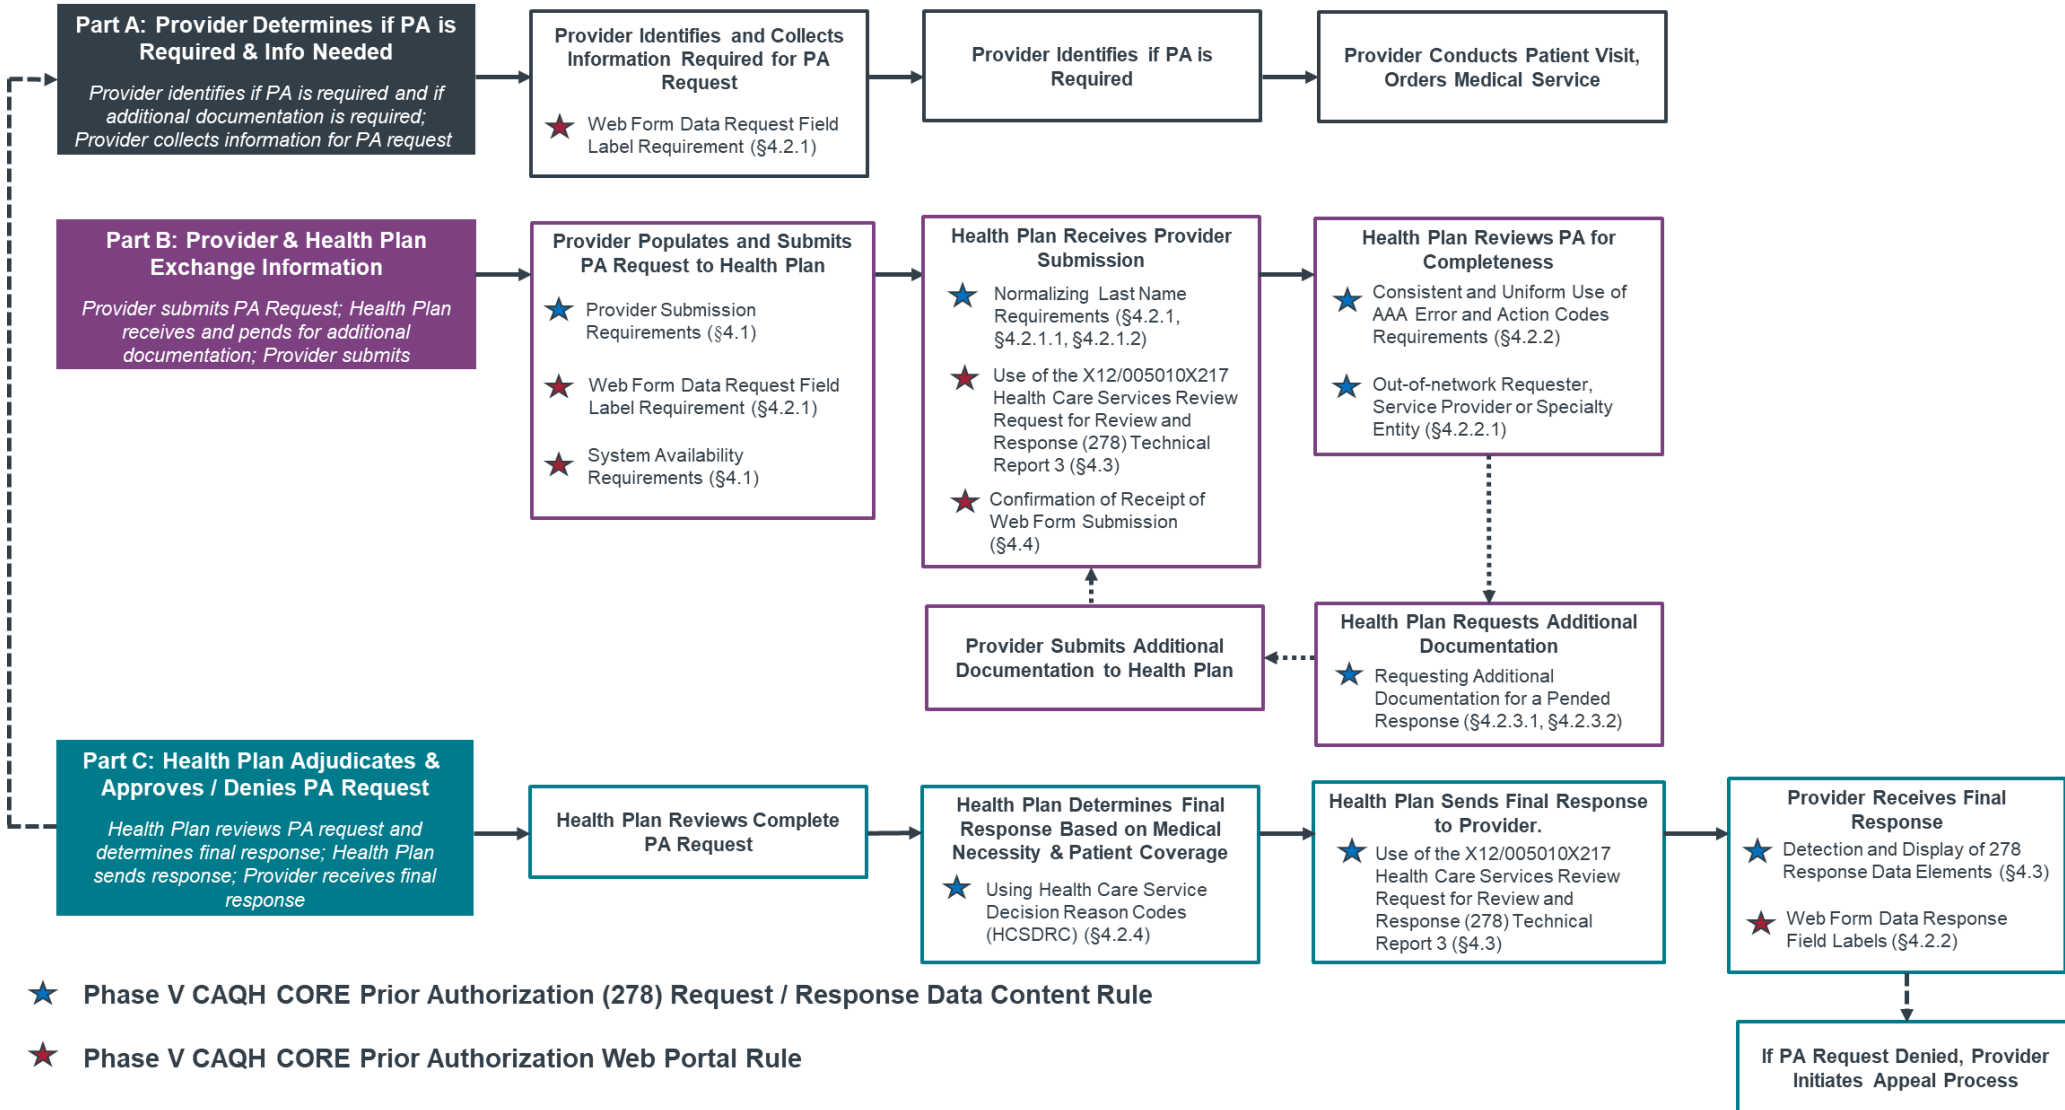 Part A: Provider Determines if PA is
Required & Info Needed
Provider identifies if PA is required and if
additional documentation is required;
Provider collects information for PA request
Provider Identifies and Collects
Information Required for PA
Request
Web Form Data Request Field
Label Requirement (§4.2.1)
Provider Identifies if PA is
Required
Provider Conducts Patient Visit,
Orders Medical Service
Part B: Provider & Health Plan
Exchange Information
Provider submits PA Request; Health Plan
receives and pends for additional
documentation; Provider submits
Provider Populates and Submits
PA Request to Health Plan
Provider Submission
Requirements (§4.1)
Web Form Data Request Field
Label Requirement (§4.2.1)
System Availability
Requirements (§4.1)
Health Plan Receives Provider
Submission
Normalizing Last Name
Requirements (§4.2.1,
§4.2.1.1, §4.2.1.2)
Use of the X12/005010X217
Health Care Services Review
Request for Review and
Response (278) Technical
Report 3 (§4.3)
Confirmation of Receipt of
Web Form Submission
(§4.4)
Health Plan Reviews PA for
Completeness
Consistent and Uniform Use of
AAA Error and Action Codes
Requirements (§4.2.2)
Out-of-network Requester,
Service Provider or Specialty
Entity (§4.2.2.1)
Provider Submits Additional
Documentation to Health Plan
Health Plan Requests Additional
Documentation
Requesting Additional
Documentation for a Pended
Response (§4.2.3.1, §4.2.3.2)
Part C: Health Plan Adjudicates &
Approves / Denies PA Request
Health Plan reviews PA request and
determines final response; Health Plan
sends response; Provider receives final
response
Health Plan Reviews Complete
PA Request
Health Plan Determines Final
Response Based on Medical
Necessity & Patient Coverage
Using Health Care Service
Decision Reason Codes
(HCSDRC) (§4.2.4)
Health Plan Sends Final Response
to Provider.
Use of the X12/005010X217
Health Care Services Review
Request for Review and
Response (278) Technical
Report 3 (§4.3)
Provider Receives Final
Response
Detection and Display of 278
Response Data Elements (§4.3)
Web Form Data Response
Field Labels (§4.2.2)
If PA Request Denied, Provider
Initiates Appeal Process
Phase V CAQH CORE Prior Authorization (278) Request / Response Data Content Rule
Phase V CAQH CORE Prior Authorization Web Portal Rule